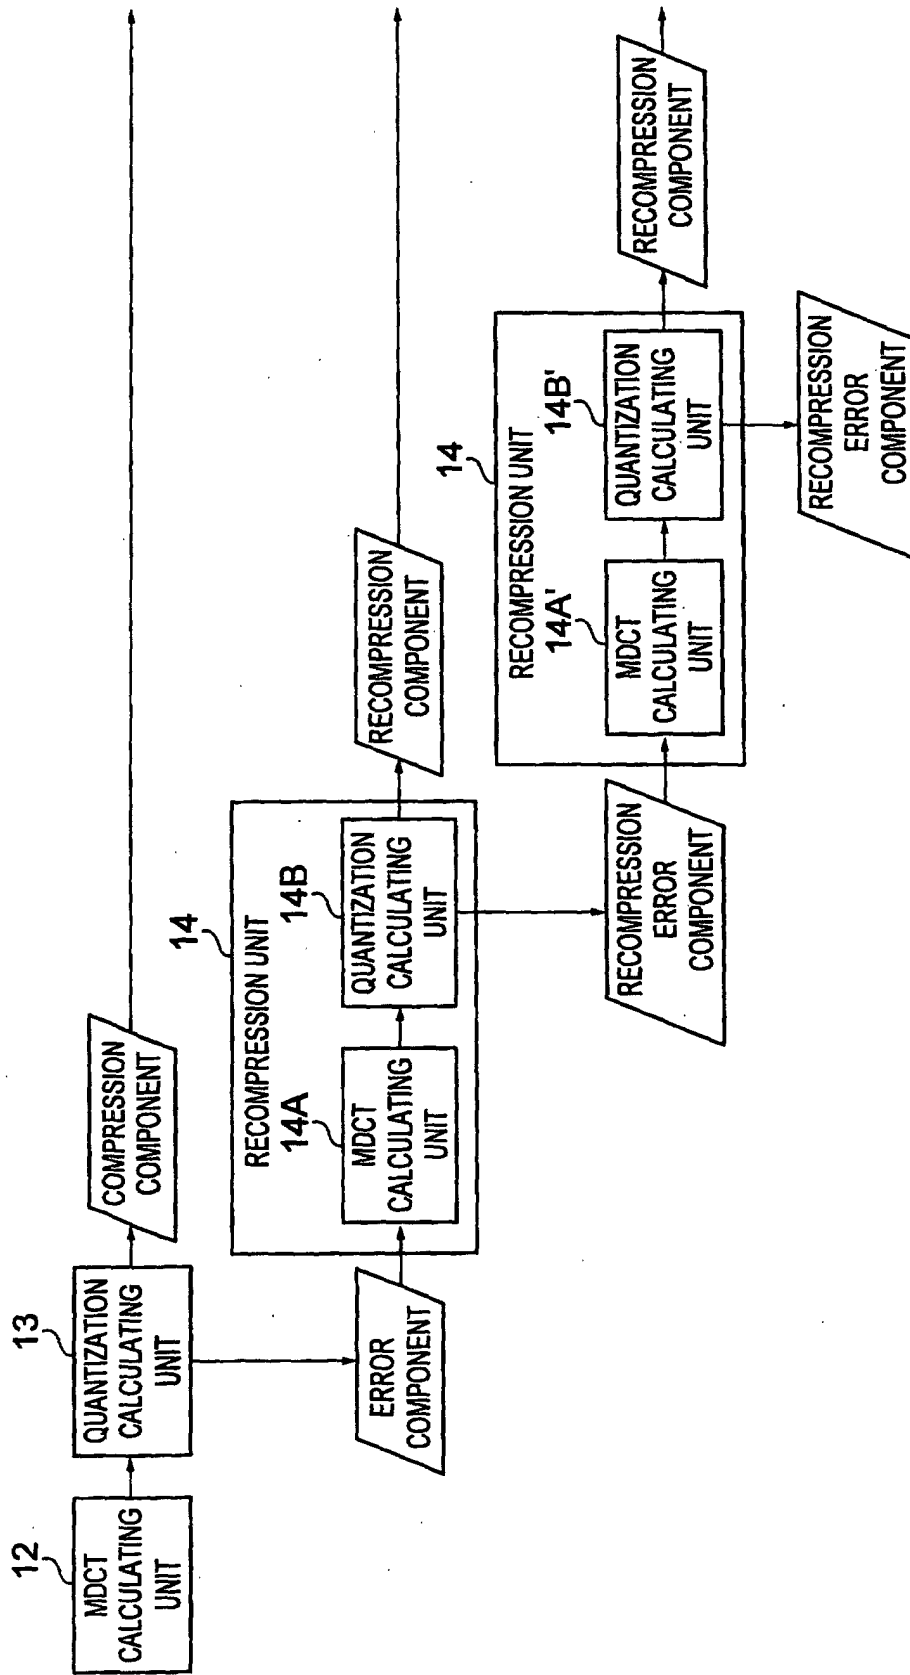 12
MDCT
CALCULATING
UNIT
13
QUANTIZATION
CALCULATING
UNIT
COMPRESSION
COMPONENT
ERROR
COMPONENT
14
RECOMPRESSION UNIT
14A
MDCT
CALCULATING
UNIT
14B
QUANTIZATION
CALCULATING
UNIT
RECOMPRESSION
COMPONENT
RECOMPRESSION
ERROR
COMPONENT
14
RECOMPRESSION UNIT
14A'
MDCT
CALCULATING
UNIT
14B'
QUANTIZATION
CALCULATING
UNIT
RECOMPRESSION
COMPONENT
RECOMPRESSION
ERROR
COMPONENT